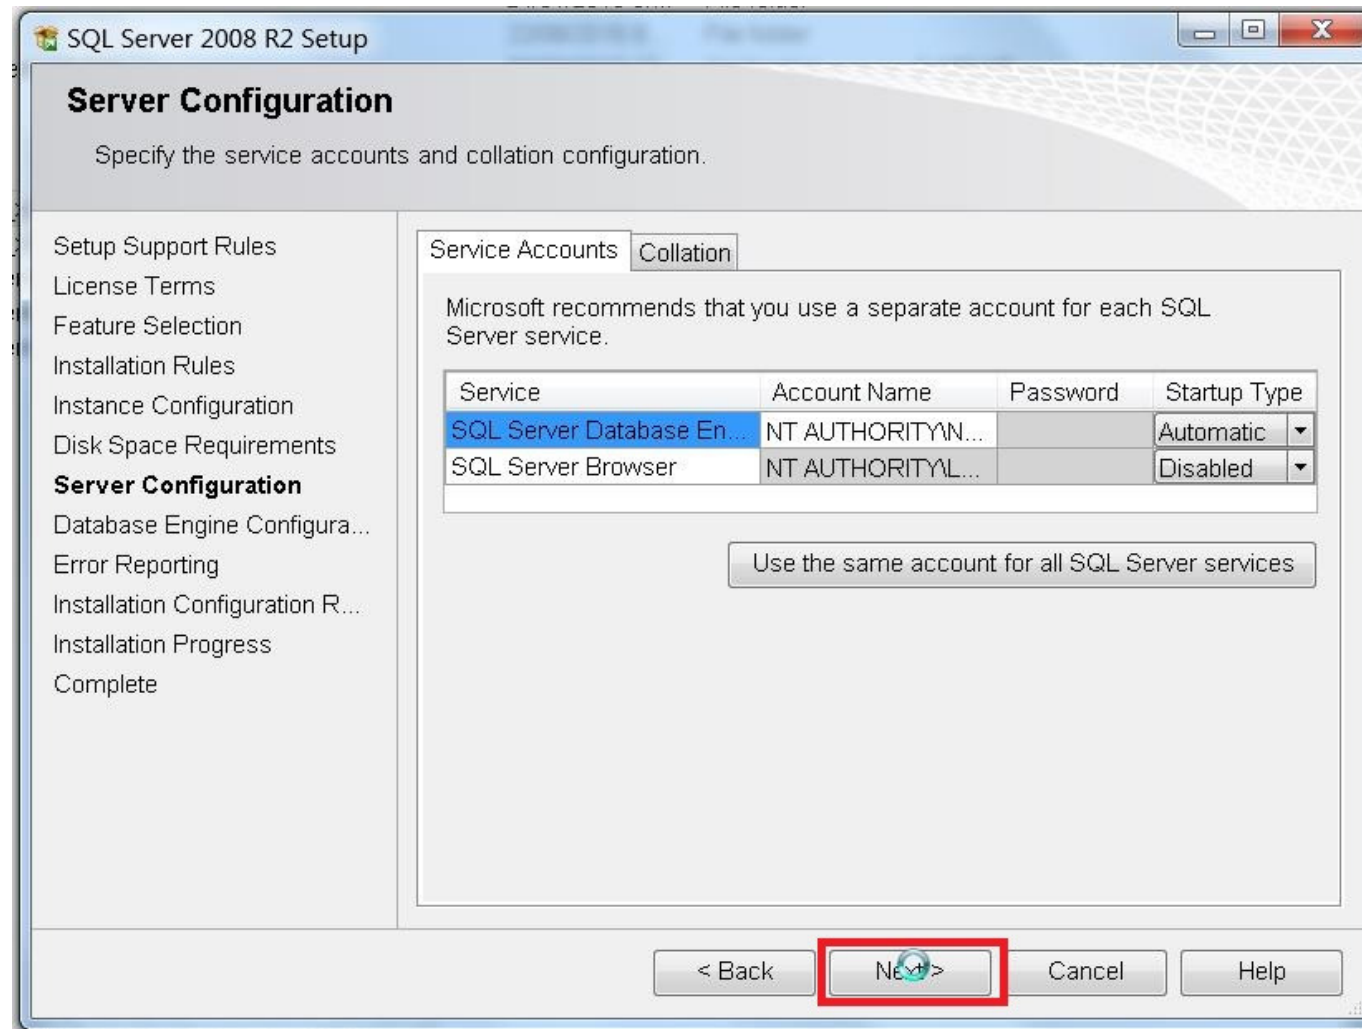 SQL Server 2008 R2 Setup
X
Server Configuration
Specify the service accounts and collation configuration.
Setup Support Rules
License Terms
Feature Selection
Installation Rules
Instance Configuration
Disk Space Requirements
Server Configuration
Database Engine Configura...
Error Reporting
Installation Configuration R...
Installation Progress
Complete
Service Accounts Collation
Microsoft recommends that you use a separate account for each SQL
Server service.
Service Account Name Password Startup Type
SQL Server Database En... NT AUTHORITY\N... Automatic
SQL Server Browser NT AUTHORITY\L... Disabled
Use the same account for all SQL Server services
< Back Next > Cancel Help